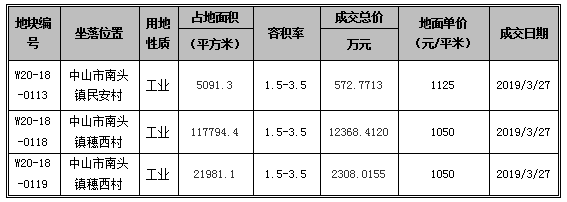 地块编号 坐落位置 用地性质 占地面积（平方米） 容积率 成交总价万元 地面单价（元/平米） 成交日期
W20-18-0113 中山市南头镇民安村 工业 5091.3 1.5-3.5 572.7713 1125 2019/3/27
W20-18-0118 中山市南头镇穗西村 工业 117794.4 1.5-3.5 12368.4120 1050 2019/3/27
W20-18-0119 中山市南头镇穗西村 工业 21981.1 1.5-3.5 2308.0155 1050 2019/3/27